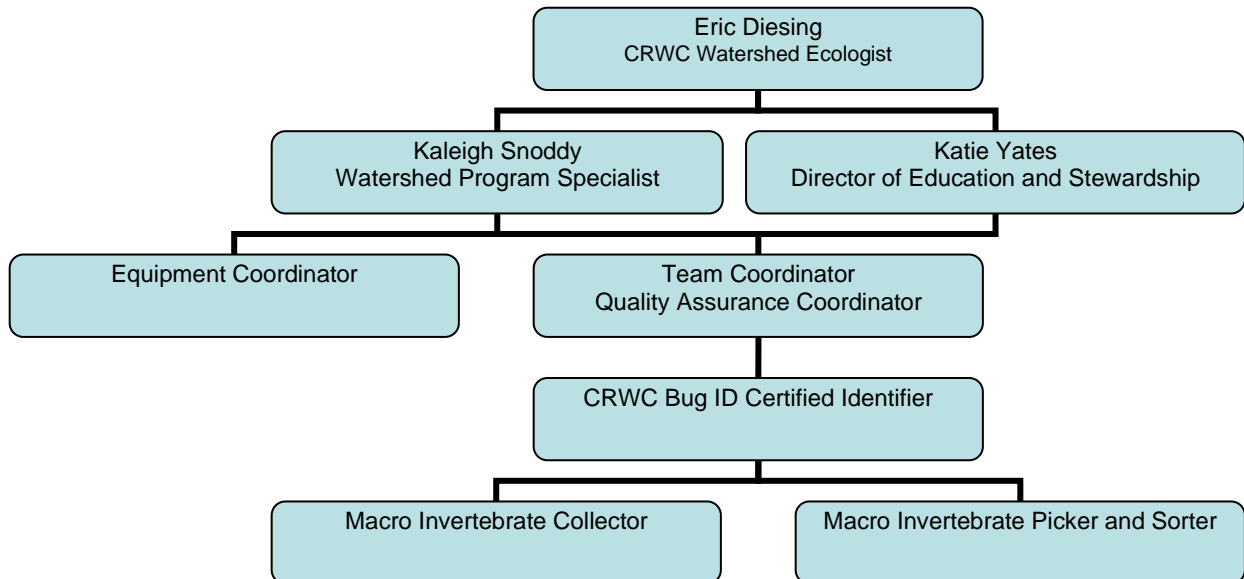 Eric Diesing
CRWC Watershed Ecologist
Kaleigh Snoddy
Watershed Program Specialist
Katie Yates
Director of Education and Stewardship
Equipment Coordinator
Team Coordinator
Quality Assurance Coordinator
CRWC Bug ID Certified Identifier
Macro Invertebrate Collector
Macro Invertebrate Picker and Sorter